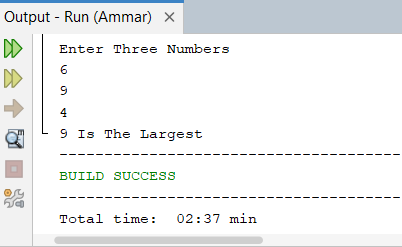 Output - Run (Ammar) ×
Enter Three Numbers
6
9
4
9 Is The Largest
------------------------------------------------------------------------
BUILD SUCCESS
------------------------------------------------------------------------
Total time:  02:37 min